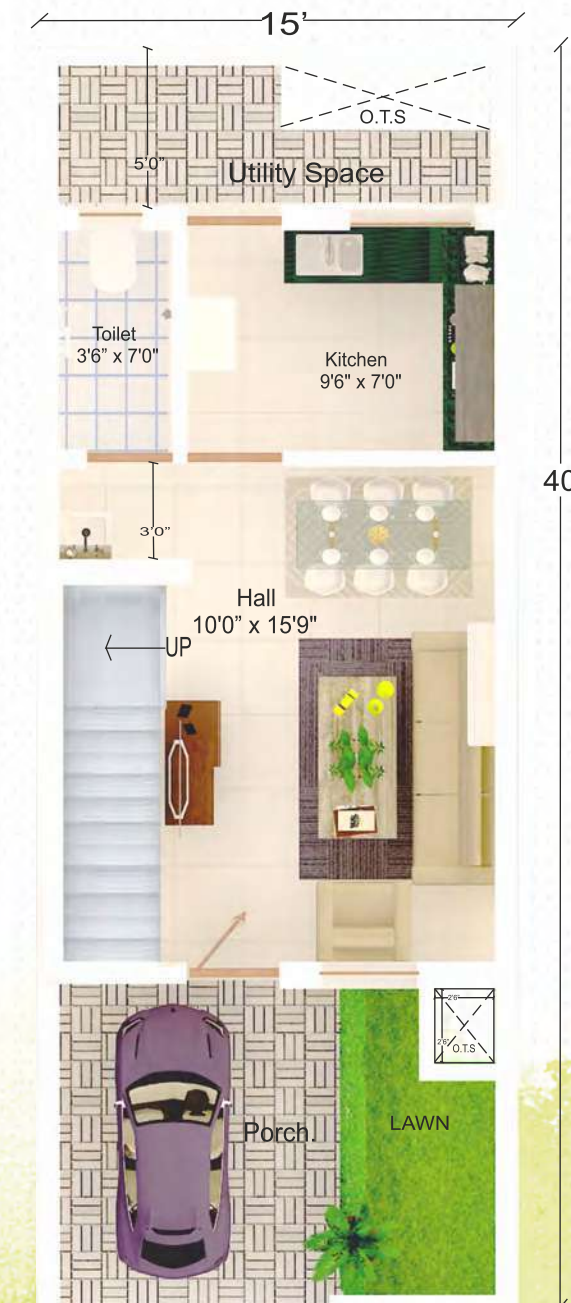 15'
O.T.S
5'0"
Utility Space
Toilet
3'6" x 7'0"
Kitchen
9'6" x 7'0"
40
3'0"
Hall
10'0" x 15'9"
UP
2'6"
2'6"
O.T.S
Porch.
LAWN